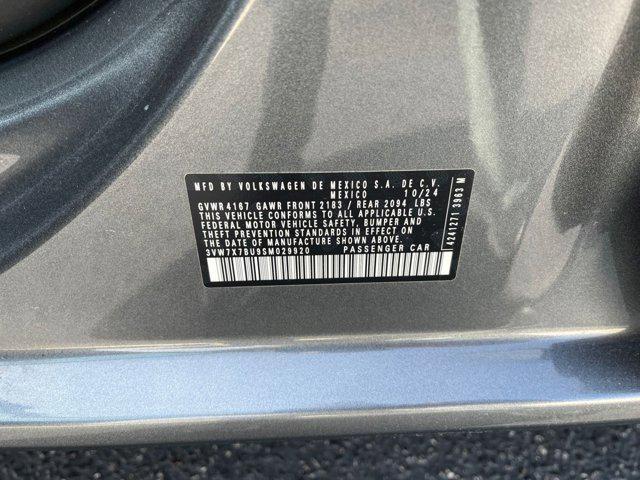 MFD BY VOLKSWAGEN DE MEXICO S.A. DE C.V.
MEXICO 10/24
GVWR 4167 GAWR FRONT 2183 / REAR 2094 LBS
THIS VEHICLE CONFORMS TO ALL APPLICABLE U.S.
FEDERAL MOTOR VEHICLE SAFETY, BUMPER AND
THEFT PREVENTION STANDARDS IN EFFECT ON
THE DATE OF MANUFACTURE SHOWN ABOVE.
3VW7X7BU9SM029920 PASSENGER CAR
4241271 3963 M